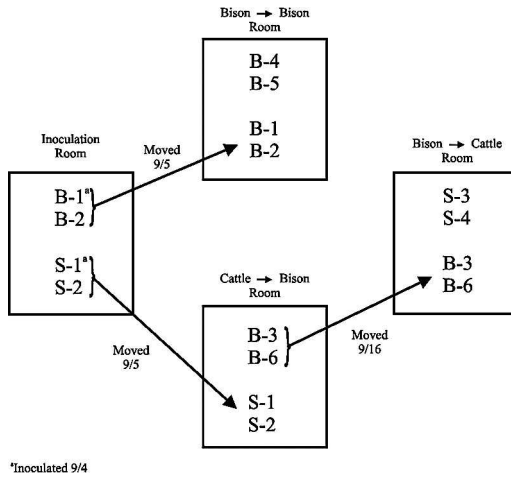 Bison → Bison
Room
B-4
B-5
B-1
B-2
Inoculation
Room
B-1ᵃ
B-2
S-1ᵃ
S-2
Moved
9/5
Moved
9/5
Cattle → Bison
Room
B-3
B-6
S-1
S-2
Moved
9/16
Bison → Cattle
Room
S-3
S-4
B-3
B-6
ᵃInoculated 9/4